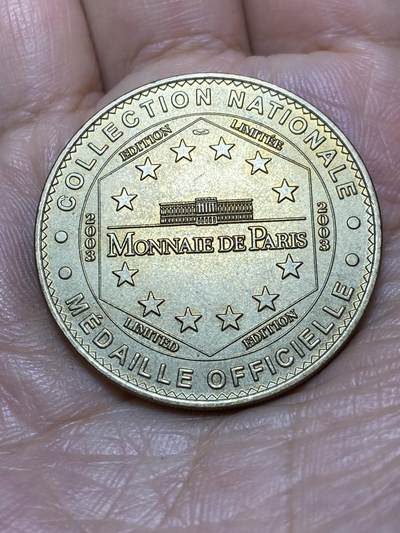 COLLECTION NATIONALE
EDITION LIMITÉE
2003
2003
MONNAIE DE PARIS
LIMITED EDITION
MÉDAILLE OFFICIELLE